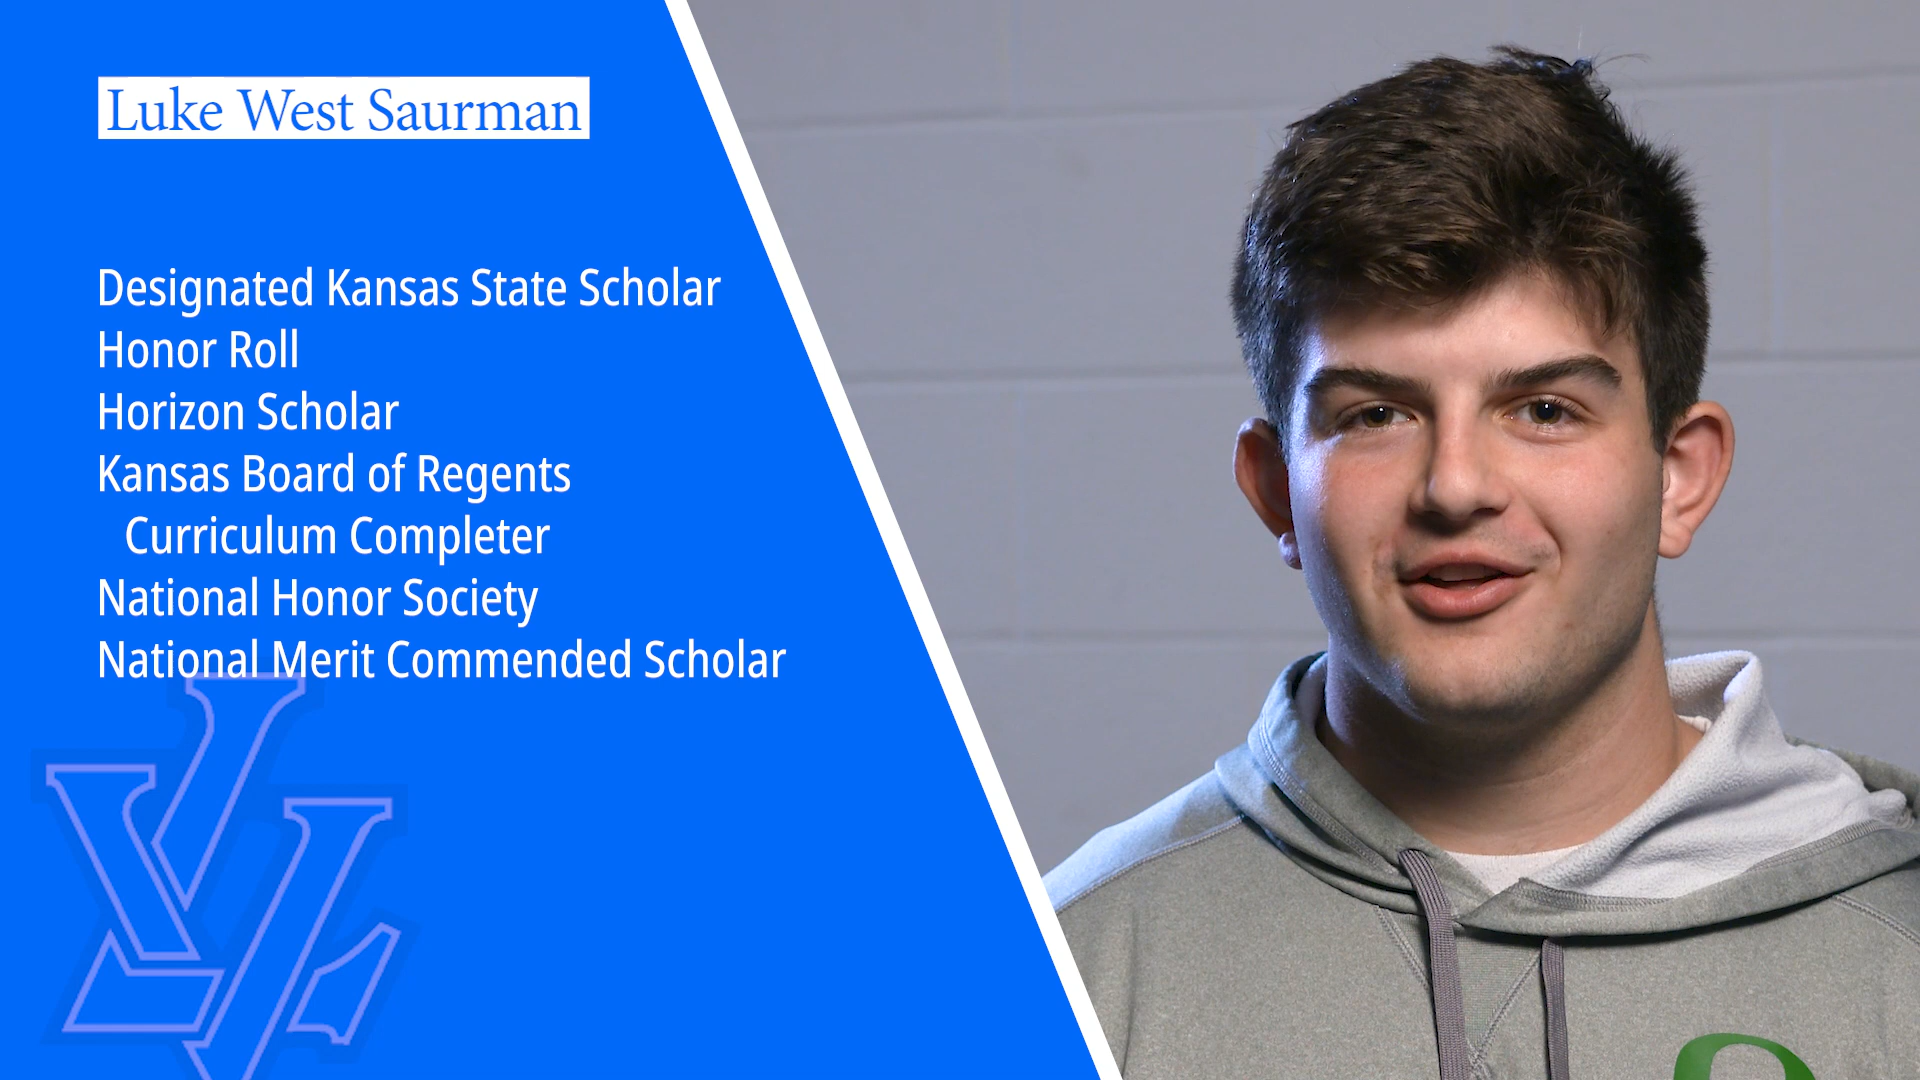 Luke West Saurman
Designated Kansas State Scholar
Honor Roll
Horizon Scholar
Kansas Board of Regents
Curriculum Completer
National Honor Society
National Merit Commended Scholar